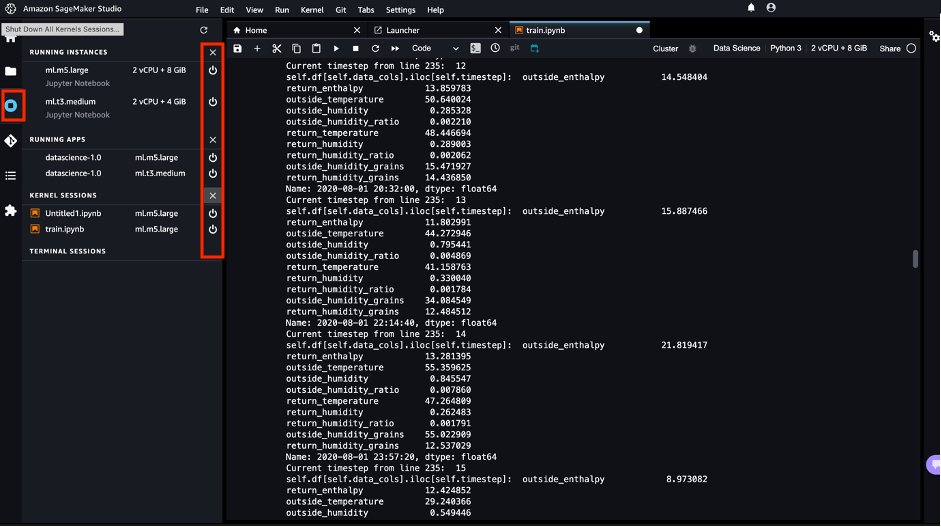 Amazon SageMaker Studio File Edit View Run Kernel Git Tabs Settings Help
Shut Down All Kernels Sessions...
RUNNING INSTANCES
ml.m5.large 2 vCPU + 8 GiB
Jupyter Notebook
ml.t3.medium 2 vCPU + 4 GiB
Jupyter Notebook
RUNNING APPS
datascience-1.0 ml.m5.large
datascience-1.0 ml.t3.medium
KERNEL SESSIONS
Untitled1.ipynb ml.m5.large
train.ipynb ml.m5.large
TERMINAL SESSIONS
Home Launcher train.ipynb
Code git Cluster Data Science Python 3 2 vCPU + 8 GiB Share
Current timestep from line 235: 12
self.df[self.data_cols].iloc[self.timestep]: outside_enthalpy 14.548404
return_enthalpy 13.859783
outside_temperature 50.640024
outside_humidity 0.285328
outside_humidity_ratio 0.002210
return_temperature 48.446694
return_humidity 0.289003
return_humidity_ratio 0.002062
outside_humidity_grains 15.471927
return_humidity_grains 14.436850
Name: 2020-08-01 20:32:00, dtype: float64
Current timestep from line 235: 13
self.df[self.data_cols].iloc[self.timestep]: outside_enthalpy 15.887466
return_enthalpy 11.802991
outside_temperature 44.272946
outside_humidity 0.795441
outside_humidity_ratio 0.004869
return_temperature 41.158763
return_humidity 0.330040
return_humidity_ratio 0.001784
outside_humidity_grains 34.084549
return_humidity_grains 12.484512
Name: 2020-08-01 22:14:40, dtype: float64
Current timestep from line 235: 14
self.df[self.data_cols].iloc[self.timestep]: outside_enthalpy 21.819417
return_enthalpy 13.281395
outside_temperature 55.359625
outside_humidity 0.845547
outside_humidity_ratio 0.007860
return_temperature 47.264809
return_humidity 0.262483
return_humidity_ratio 0.001791
outside_humidity_grains 55.022909
return_humidity_grains 12.537029
Name: 2020-08-01 23:57:20, dtype: float64
Current timestep from line 235: 15
self.df[self.data_cols].iloc[self.timestep]: outside_enthalpy 8.973082
return_enthalpy 12.424852
outside_temperature 29.240366
outside_humidity 0.549446